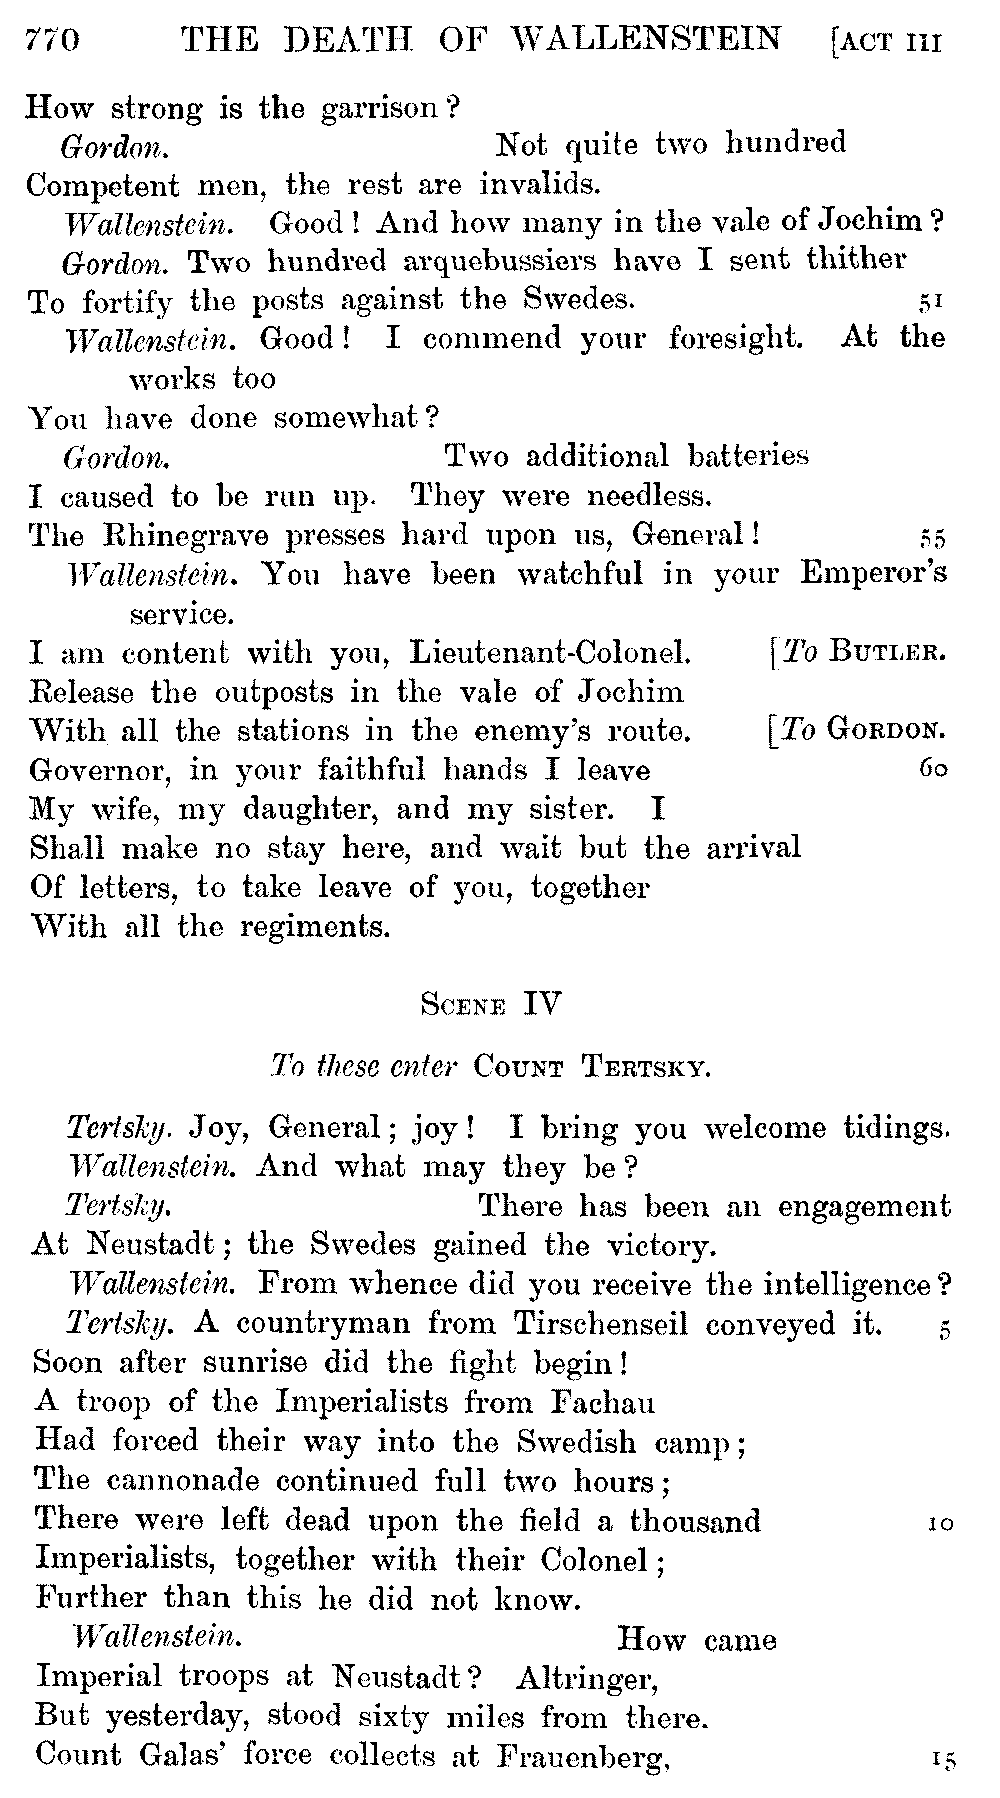 770 THE DEATH OF WALLENSTEIN [ACT III
How strong is the garrison?
Gordon. Not quite two hundred
Competent men, the rest are invalids.
Wallenstein. Good! And how many in the vale of Jochim?
Gordon. Two hundred arquebussiers have I sent thither
To fortify the posts against the Swedes. 51
Wallenstein. Good! I commend your foresight. At the
works too
You have done somewhat?
Gordon. Two additional batteries
I caused to be run up. They were needless.
The Rhinegrave presses hard upon us, General! 55
Wallenstein. You have been watchful in your Emperor's
service.
I am content with you, Lieutenant-Colonel. [To BUTLER.
Release the outposts in the vale of Jochim
With all the stations in the enemy's route. [To GORDON.
Governor, in your faithful hands I leave 60
My wife, my daughter, and my sister. I
Shall make no stay here, and wait but the arrival
Of letters, to take leave of you, together
With all the regiments.
SCENE IV
To these enter COUNT TERTSKY.
Tertsky. Joy, General; joy! I bring you welcome tidings.
Wallenstein. And what may they be?
Tertsky. There has been an engagement
At Neustadt; the Swedes gained the victory.
Wallenstein. From whence did you receive the intelligence?
Tertsky. A countryman from Tirschenseil conveyed it. 5
Soon after sunrise did the fight begin!
A troop of the Imperialists from Fachau
Had forced their way into the Swedish camp;
The cannonade continued full two hours;
There were left dead upon the field a thousand 10
Imperialists, together with their Colonel;
Further than this he did not know.
Wallenstein. How came
Imperial troops at Neustadt? Altringer,
But yesterday, stood sixty miles from there.
Count Galas' force collects at Frauenberg, 15